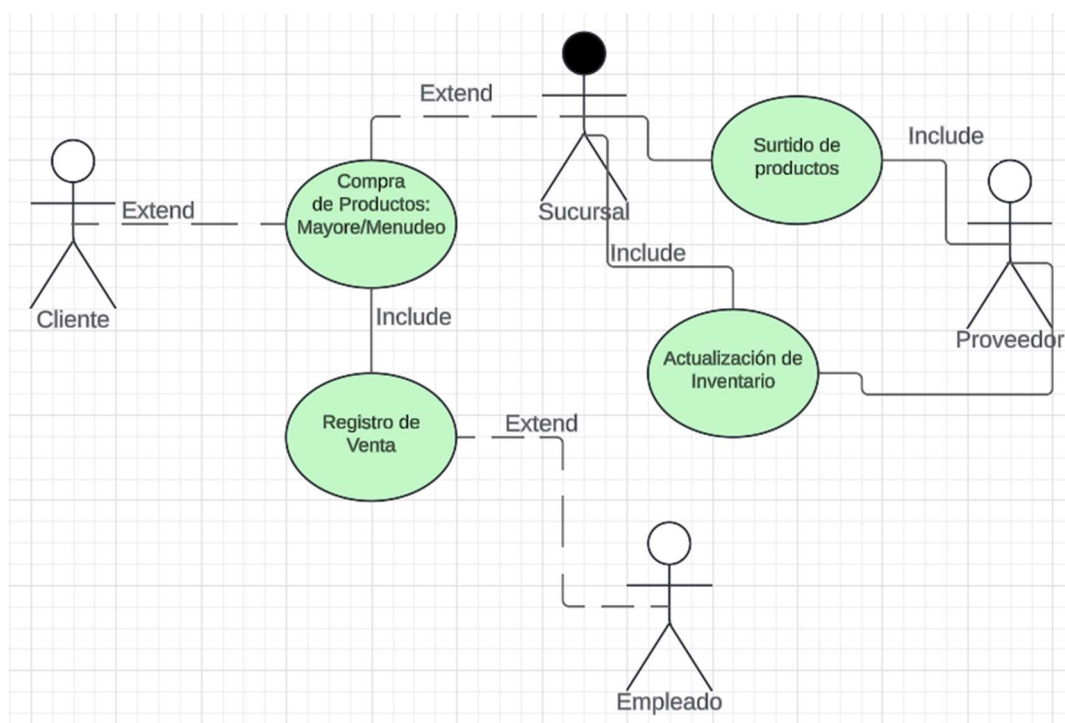 Extend
Surtido de
productos
Include
Compra
de Productos:
Mayore/Menudeo
Extend
Sucursal
Include
Cliente
Include
Proveedor
Actualización de
Inventario
Registro de
Venta
Extend
Empleado